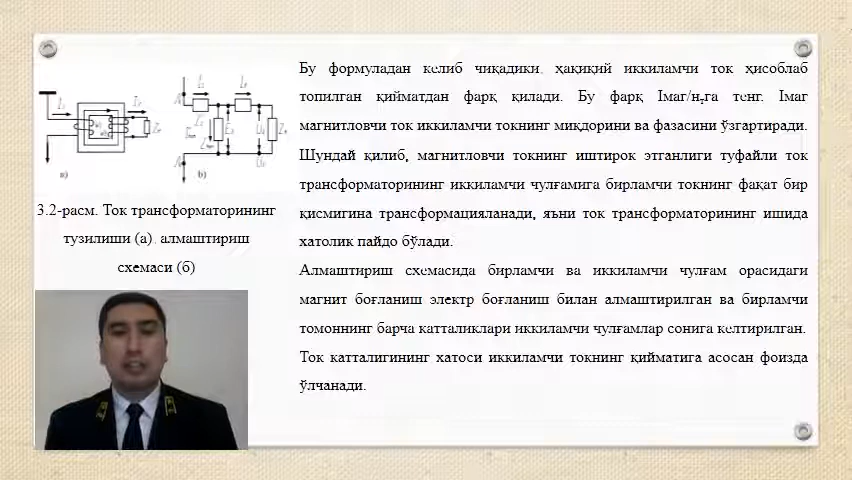 Бу формуладан келиб чиқадики, ҳақиқий иккиламчи ток ҳисоблаб
топилган қийматдан фарқ қилади. Бу фарқ Iмаг/нтга тенг. Iмаг
магнитловчи ток иккиламчи токнинг миқдорини ва фазасини ўзгартиради.
Шундай қилиб, магнитловчи токнинг иштирок этганлиги туфайли ток
трансформаторининг иккиламчи чулғамига бирламчи токнинг фақат бир
қисмигина трансформацияланади, яъни ток трансформаторининг ишида
хатолик пайдо бўлади.
Алмаштириш схемасида бирламчи ва иккиламчи чулғам орасидаги
магнит боғланиш электр боғланиш билан алмаштирилган ва бирламчи
томоннинг барча катталиклари иккиламчи чулғамлар сонига келтирилган.
Ток катталигининг хатоси иккиламчи токнинг қийматига асосан фоизда
ўлчанади.
а)
б)
3.2-расм. Ток трансформаторининг
тузилиши (а), алмаштириш
схемаси (б)